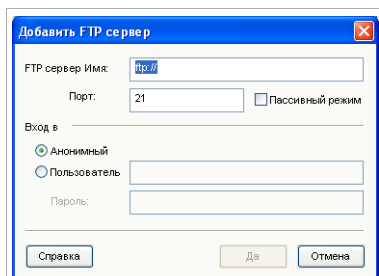 Добавить FTP сервер
FTP сервер Имя: ftp://
Порт: 21 Пассивный режим
Вход в
Анонимный
Пользователь
Пароль:
Справка Да Отмена